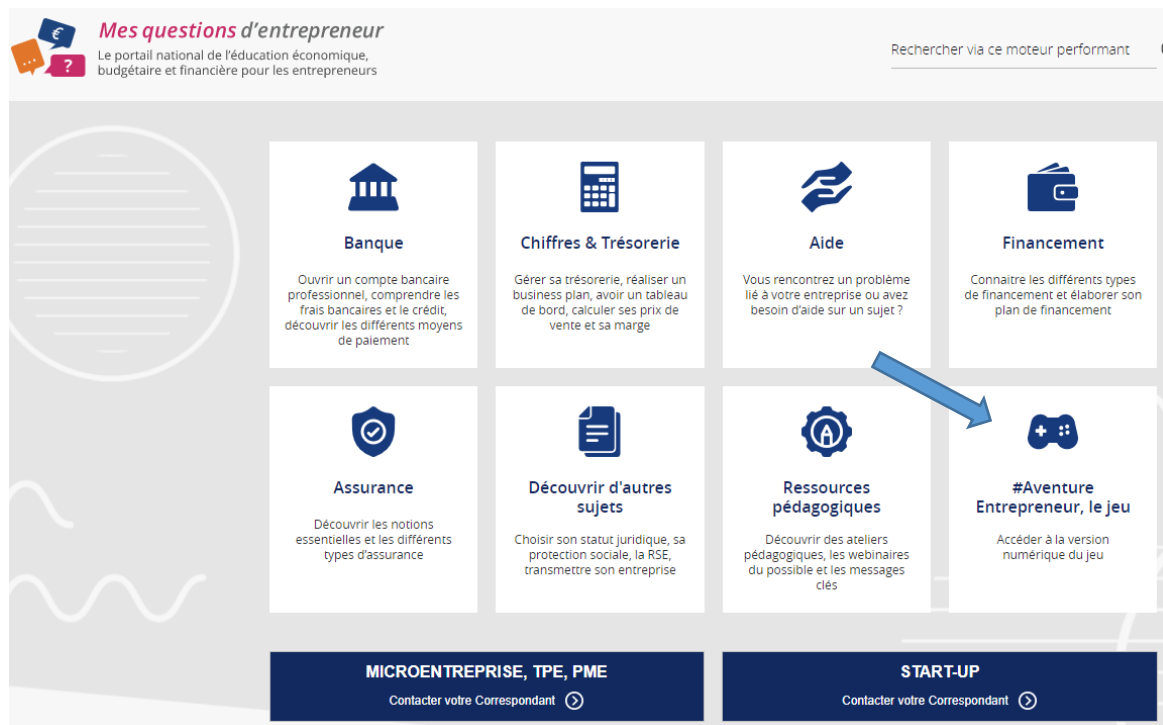 Mes questions d'entrepreneur
Le portail national de l'éducation économique,
budgétaire et financière pour les entrepreneurs
Rechercher via ce moteur performant
Banque
Ouvrir un compte bancaire
professionnel, comprendre les
frais bancaires et le crédit,
découvrir les différents moyens
de paiement
Chiffres & Trésorerie
Gérer sa trésorerie, réaliser un
business plan, avoir un tableau
de bord, calculer ses prix de
vente et sa marge
Aide
Vous rencontrez un problème
lié à votre entreprise ou avez
besoin d'aide sur un sujet ?
Financement
Connaitre les différents types
de financement et élaborer son
plan de financement
Assurance
Découvrir les notions
essentielles et les différents
types d'assurance
Découvrir d'autres
sujets
Choisir son statut juridique, sa
protection sociale, la RSE,
transmettre son entreprise
Ressources
pédagogiques
Découvrir des ateliers
pédagogiques, les webinaires
du possible et les messages
clés
#Aventure
Entrepreneur, le jeu
Accéder à la version
numérique du jeu
MICROENTREPRISE, TPE, PME
Contacter votre Correspondant
START-UP
Contacter votre Correspondant